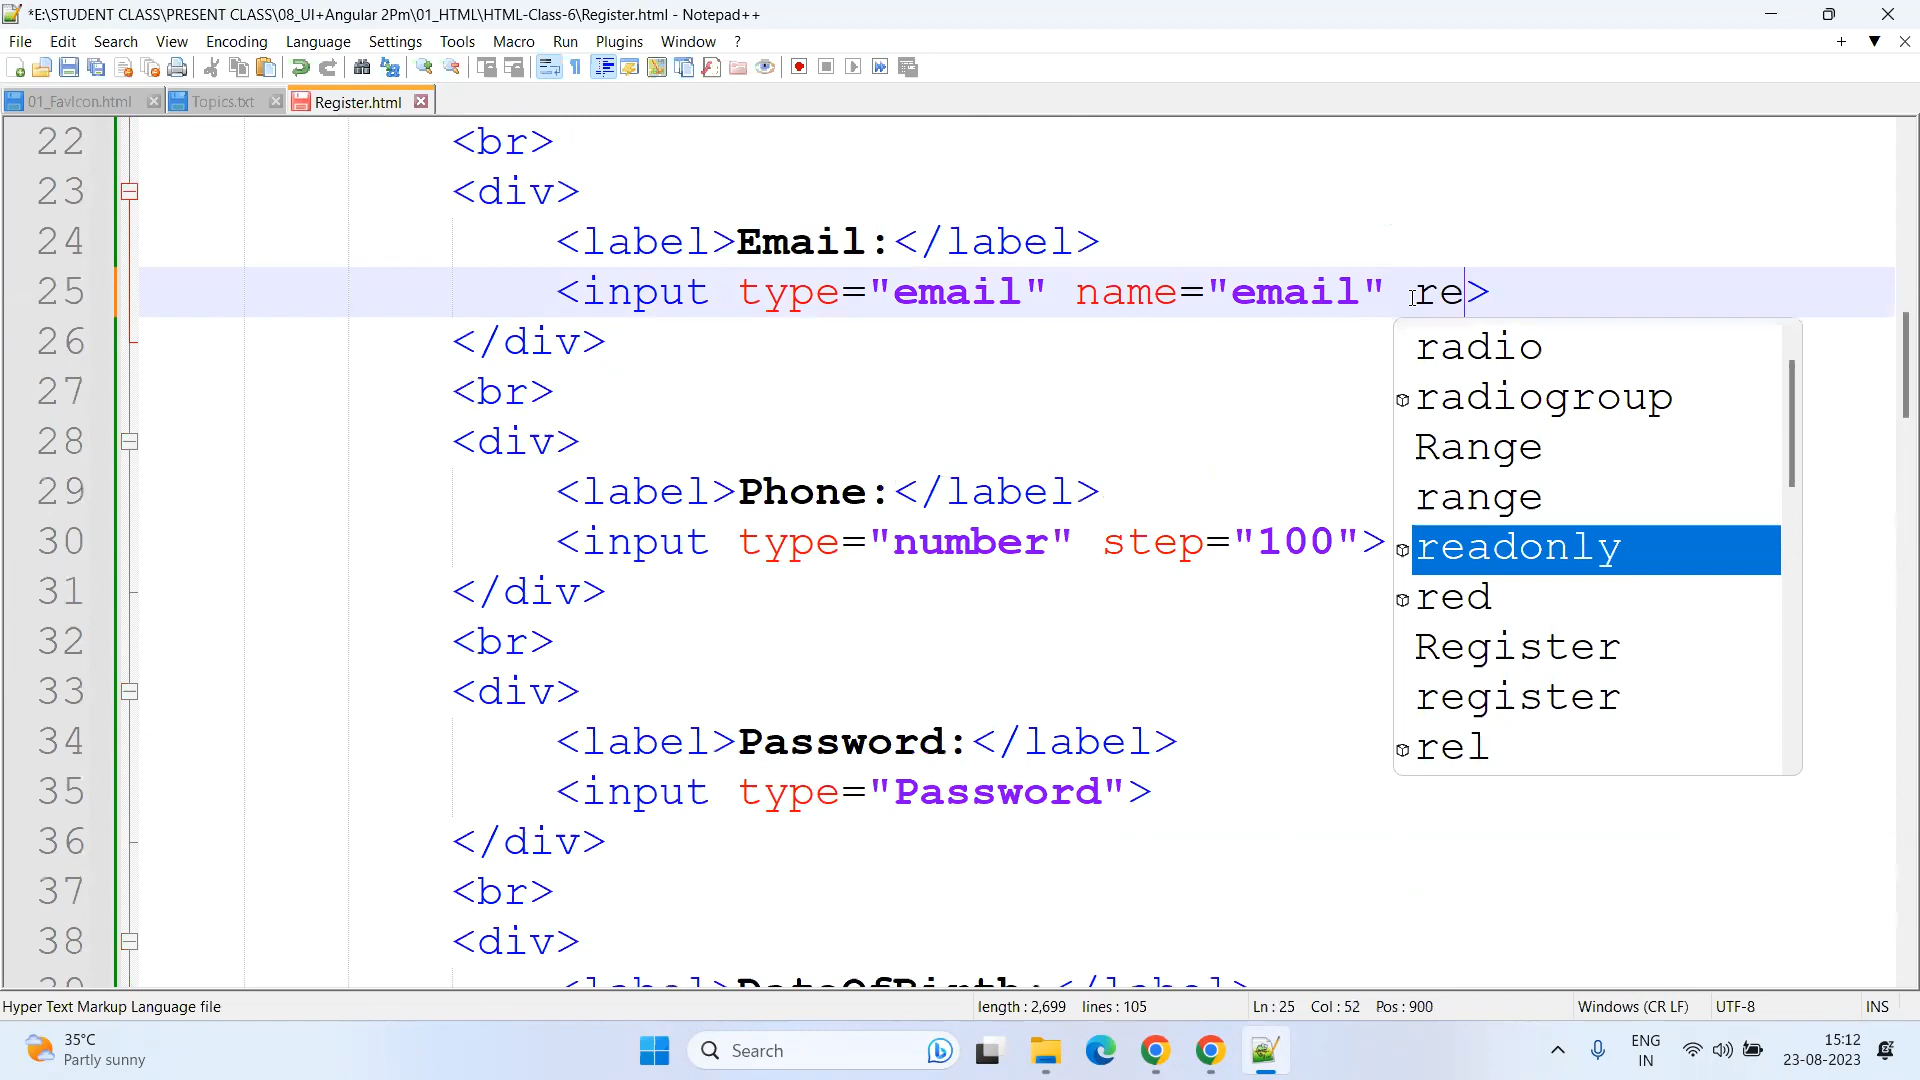 *E:\STUDENT CLASS\PRESENT CLASS\08_UI+Angular 2Pm\01_HTML\HTML-Class-6\Register.html - Notepad++
File Edit Search View Encoding Language Settings Tools Macro Run Plugins Window ?
01_FavIcon.html Topics.txt Register.html
22 <br>
23 <div>
24 <label>Email:</label>
25 <input type="email" name="email" re>
26 </div>
27 <br>
28 <div>
29 <label>Phone:</label>
30 <input type="number" step="100">
31 </div>
32 <br>
33 <div>
34 <label>Password:</label>
35 <input type="Password">
36 </div>
37 <br>
38 <div>
39 <label>DateOfBirth:</label>
radio
radiogroup
Range
range
readonly
red
Register
register
rel
Hyper Text Markup Language file length : 2,699 lines : 105 Ln : 25 Col : 52 Pos : 900 Windows (CR LF) UTF-8 INS
35°C
Partly sunny
Search
ENG
IN
15:12
23-08-2023